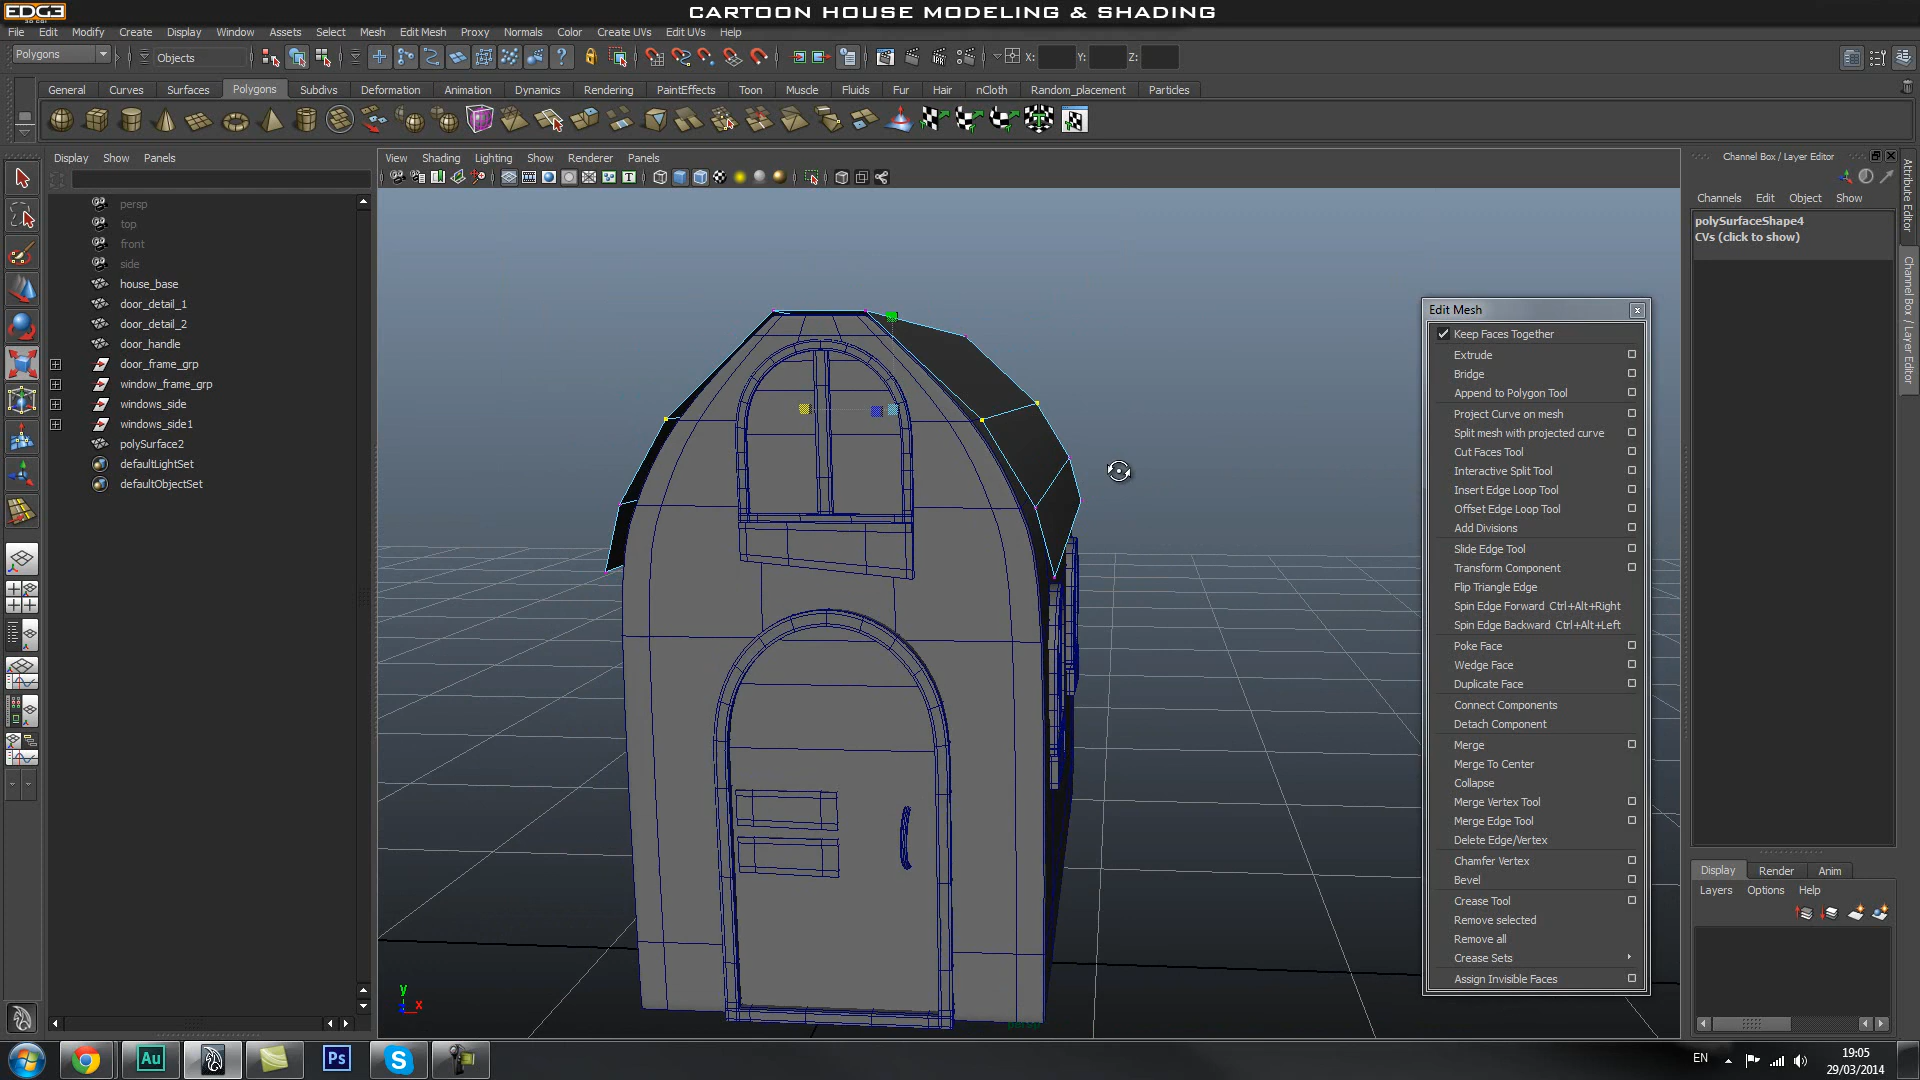 EDGE
CARTOON HOUSE MODELING & SHADING
File Edit Modify Create Display Window Assets Select Mesh Edit Mesh Proxy Normals Color Create UVs Edit UVs Help
Polygons Objects X: Y: Z:
General Curves Surfaces Polygons Subdivs Deformation Animation Dynamics Rendering PaintEffects Toon Muscle Fluids Fur Hair nCloth Random_placement Particles
Display Show Panels
persp
top
front
side
house_base
door_detail_1
door_detail_2
door_handle
door_frame_grp
window_frame_grp
windows_side
windows_side1
polySurface2
defaultLightSet
defaultObjectSet
View Shading Lighting Show Renderer Panels
y
x
persp
Edit Mesh
Keep Faces Together
Extrude
Bridge
Append to Polygon Tool
Project Curve on mesh
Split mesh with projected curve
Cut Faces Tool
Interactive Split Tool
Insert Edge Loop Tool
Offset Edge Loop Tool
Add Divisions
Slide Edge Tool
Transform Component
Flip Triangle Edge
Spin Edge Forward Ctrl+Alt+Right
Spin Edge Backward Ctrl+Alt+Left
Poke Face
Wedge Face
Duplicate Face
Connect Components
Detach Component
Merge
Merge To Center
Collapse
Merge Vertex Tool
Merge Edge Tool
Delete Edge/Vertex
Chamfer Vertex
Bevel
Crease Tool
Remove selected
Remove all
Crease Sets
Assign Invisible Faces
Channel Box / Layer Editor
Channels Edit Object Show
polySurfaceShape4
CVs (click to show)
Attribute Editor
Channel Box / Layer Editor
Display Render Anim
Layers Options Help
Au
Ps
EN
19:05
29/03/2014